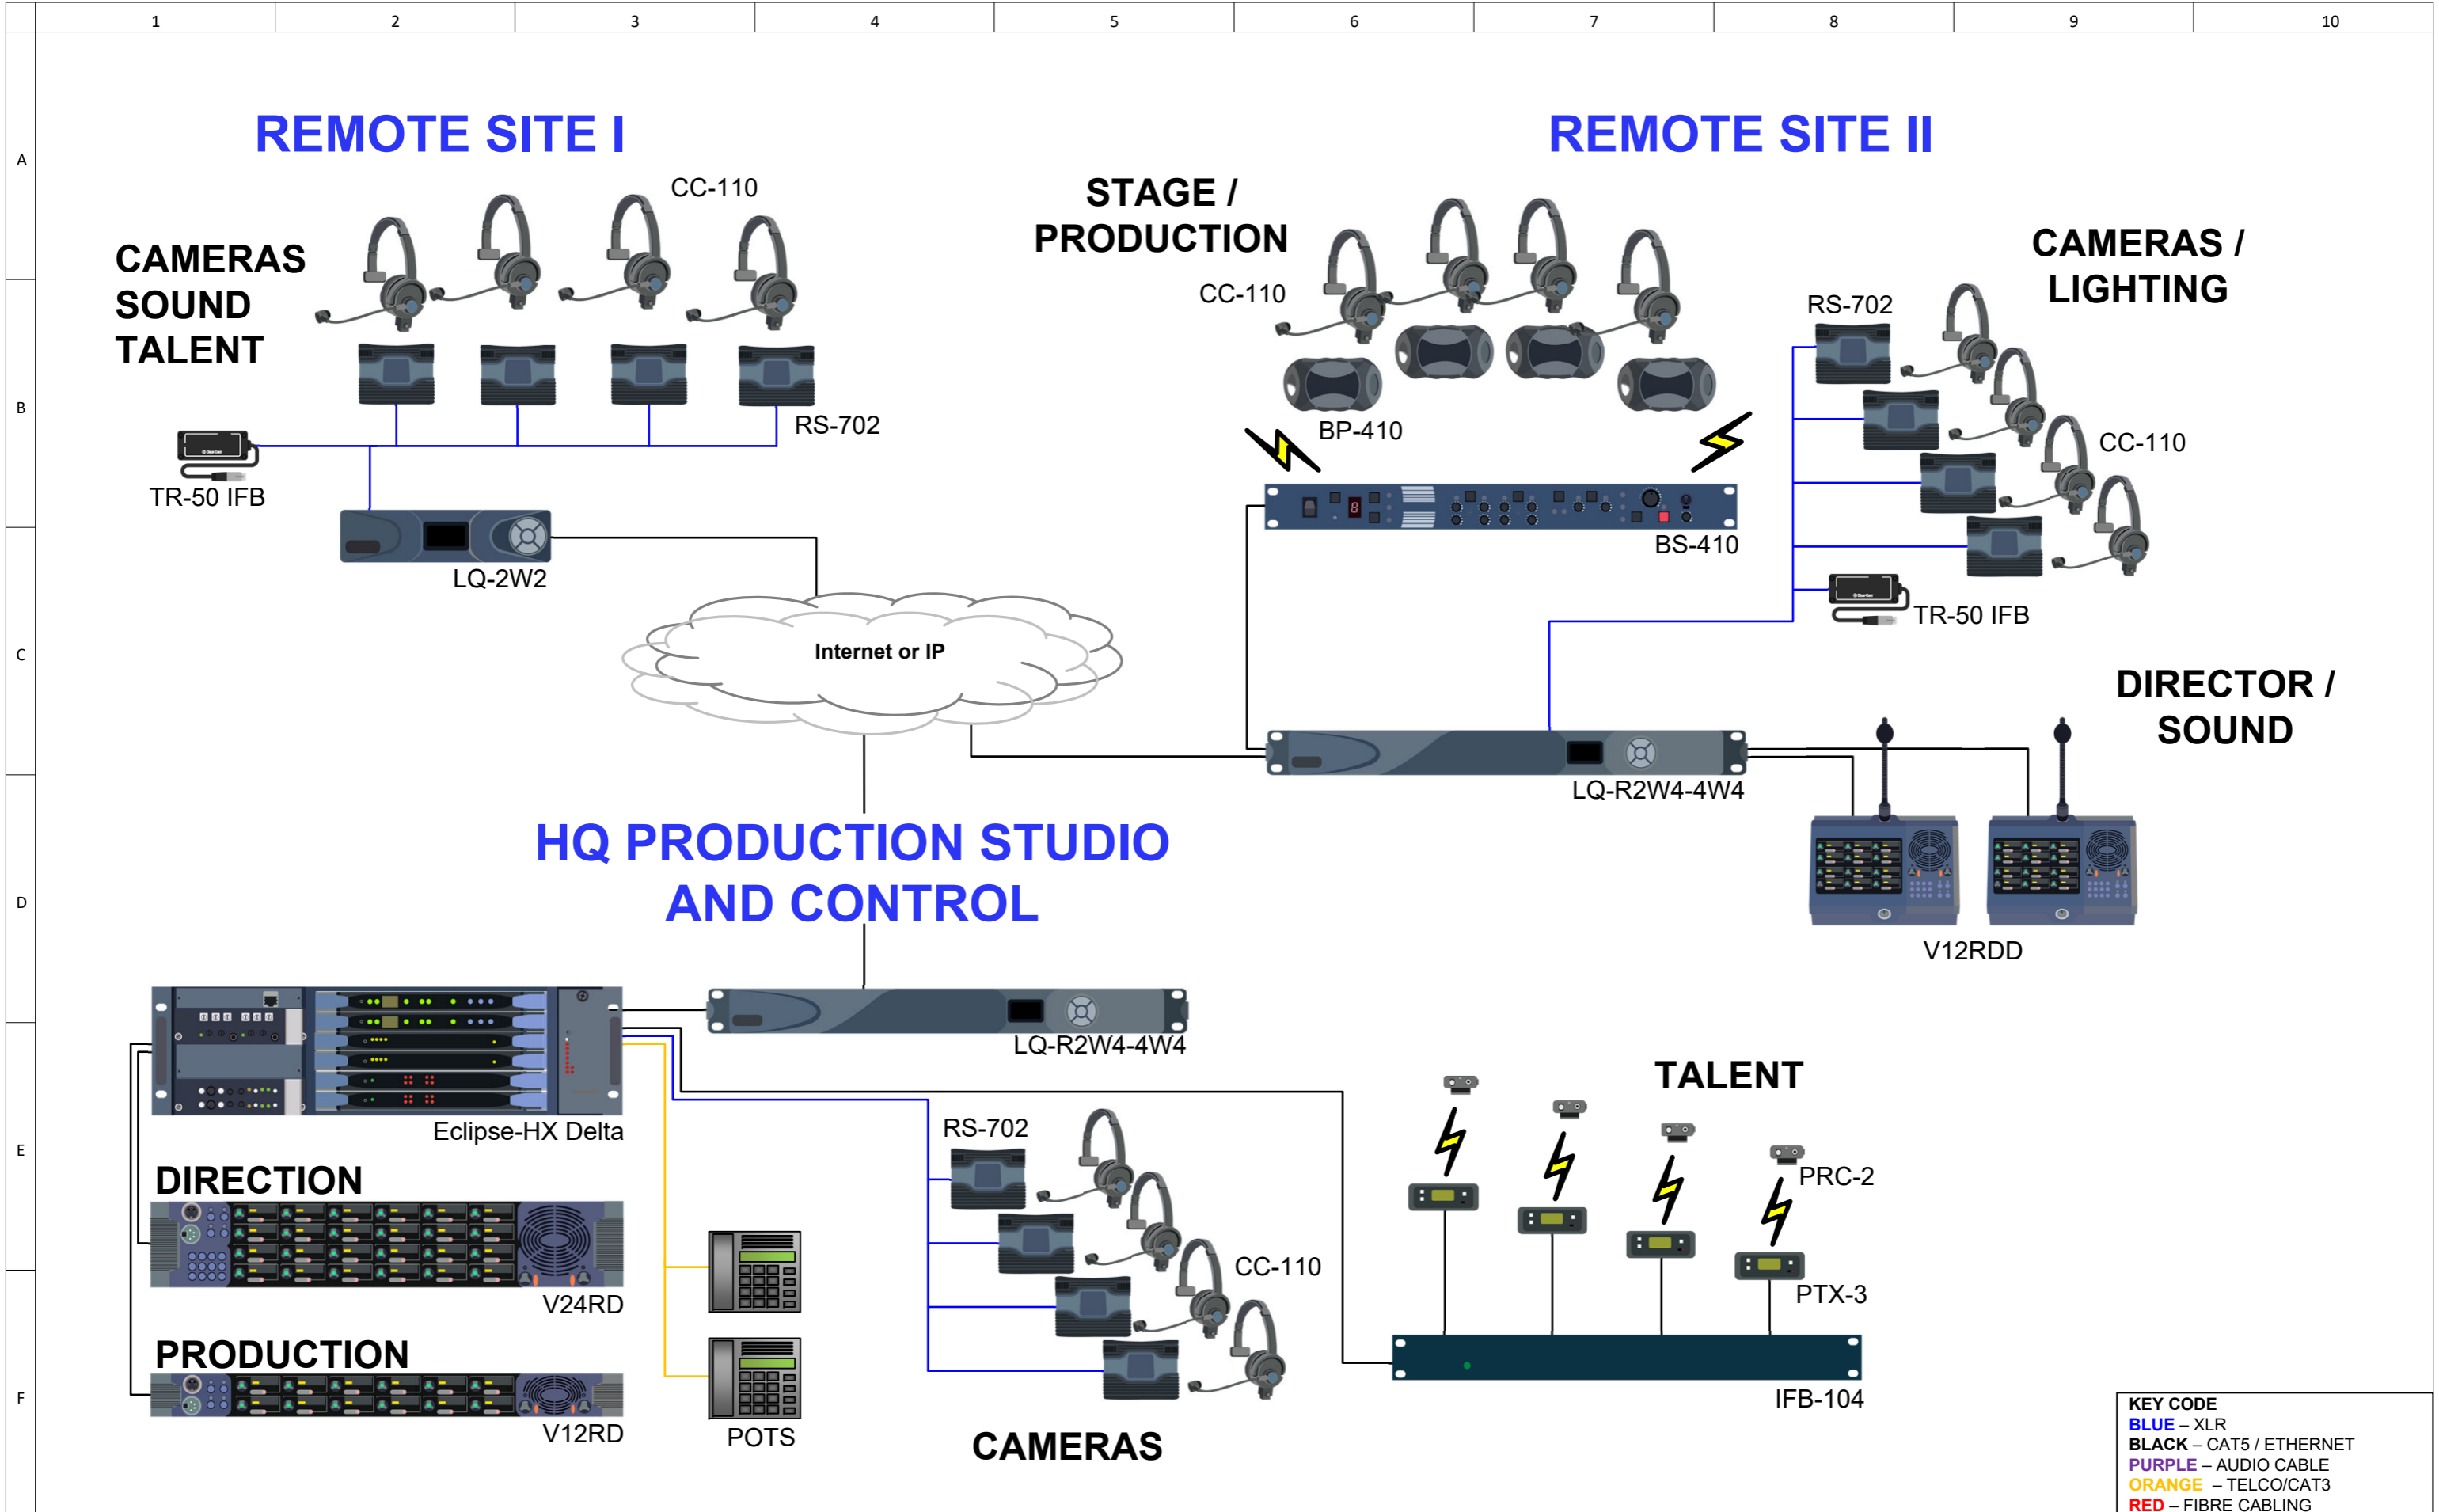 1 2 3 4 5 6 7 8 9 10
A
B
C
D
E
F
REMOTE SITE I
CAMERAS
SOUND
TALENT
CC-110
RS-702
TR-50 IFB
LQ-2W2
Internet or IP
REMOTE SITE II
STAGE /
PRODUCTION
CC-110
BP-410
BS-410
CAMERAS /
LIGHTING
RS-702
CC-110
TR-50 IFB
DIRECTOR /
SOUND
LQ-R2W4-4W4
V12RDD
HQ PRODUCTION STUDIO
AND CONTROL
LQ-R2W4-4W4
Eclipse-HX Delta
DIRECTION
V24RD
PRODUCTION
V12RD
POTS
RS-702
CC-110
CAMERAS
TALENT
PRC-2
PTX-3
IFB-104
KEY CODE
BLUE – XLR
BLACK – CAT5 / ETHERNET
PURPLE – AUDIO CABLE
ORANGE – TELCO/CAT3
RED – FIBRE CABLING